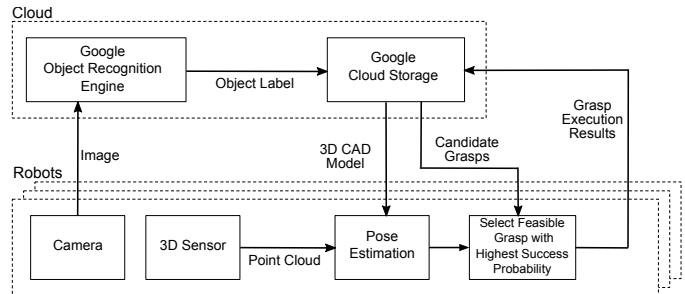 Cloud
Google
Object Recognition
Engine
Object Label
Google
Cloud Storage
Image
3D CAD
Model
Candidate
Grasps
Grasp
Execution
Results
Robots
Camera
3D Sensor
Point Cloud
Pose
Estimation
Select Feasible
Grasp with
Highest Success
Probability